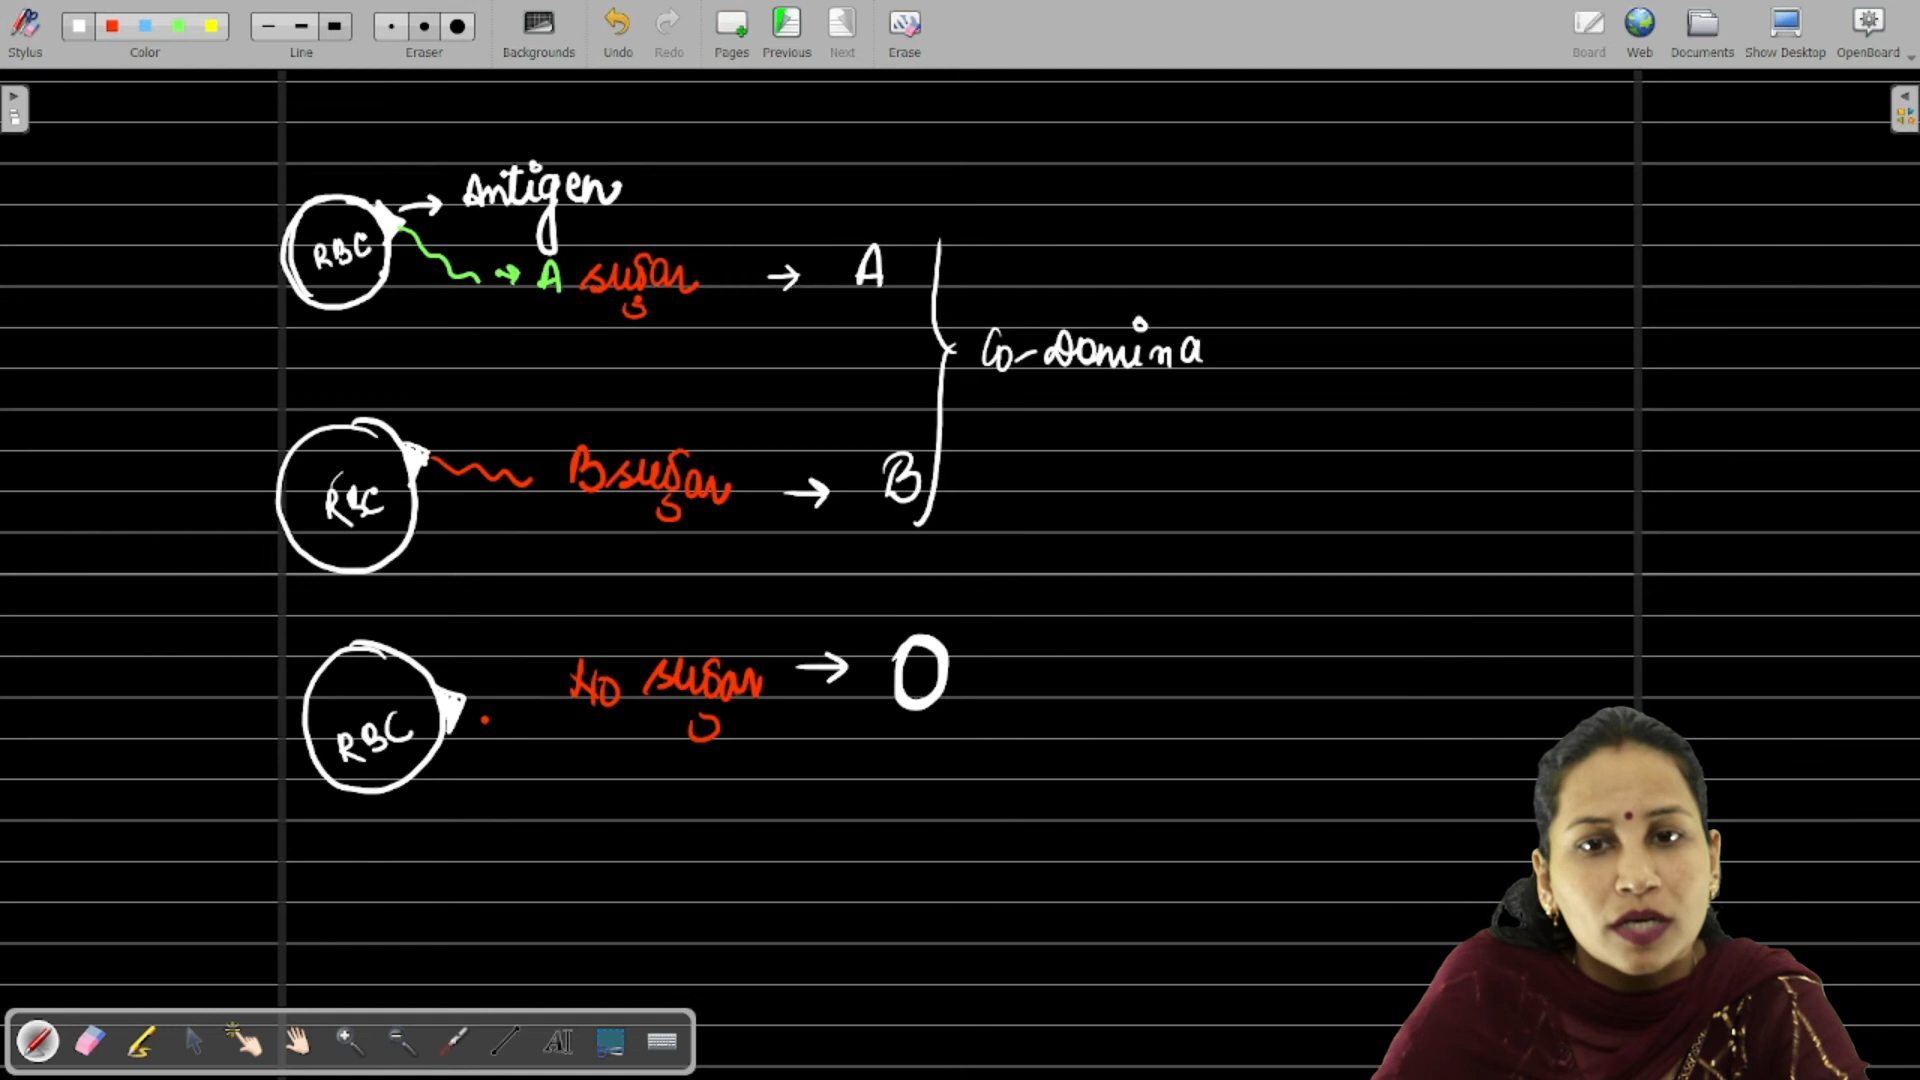 Stylus Color Line Eraser Backgrounds Undo Redo Pages Previous Next Erase Board Web Documents Show Desktop OpenBoard
RBC → Antigen
→ A sugar → A
Co-Domina
RBC B sugar → B
RBC No sugar → O
AI